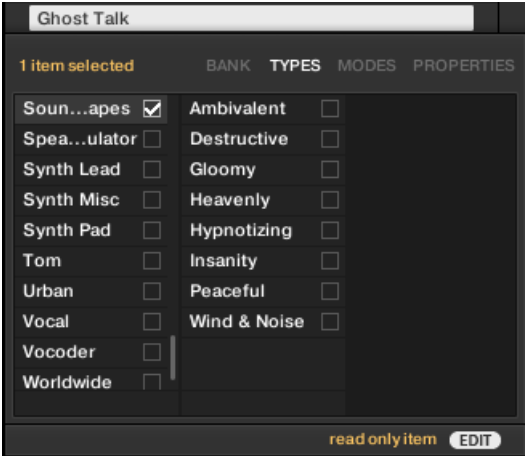 Ghost Talk
1 item selected BANK TYPES MODES PROPERTIES
Soun...apes Ambivalent
Spea...ulator Destructive
Synth Lead Gloomy
Synth Misc Heavenly
Synth Pad Hypnotizing
Tom Insanity
Urban Peaceful
Vocal Wind & Noise
Vocoder
Worldwide
read only item EDIT